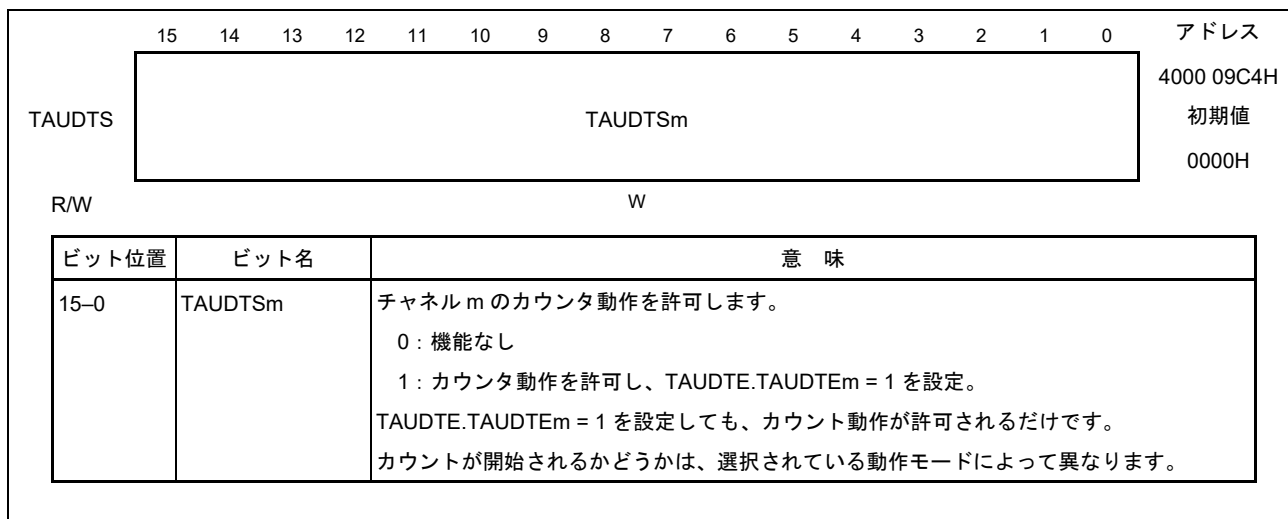 15 14 13 12 11 10 9 8 7 6 5 4 3 2 1 0 アドレス
4000 09C4H
TAUDTS TAUDTSm 初期値
0000H
R/W W
ビット位置 ビット名 意 味
15–0 TAUDTSm チャネル m のカウンタ動作を許可します。
0：機能なし
1：カウンタ動作を許可し、TAUDTE.TAUDTEm = 1 を設定。
TAUDTE.TAUDTEm = 1 を設定しても、カウント動作が許可されるだけです。
カウントが開始されるかどうかは、選択されている動作モードによって異なります。